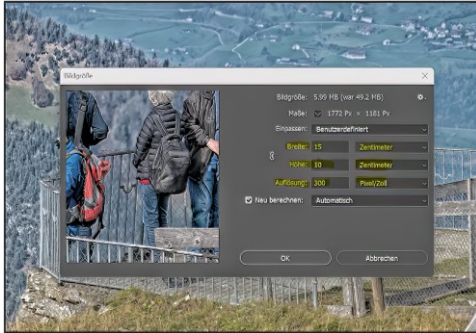 Bildgröße
Bildgröße: 5.99 MB (war 49.2 MB)
Maße: 1772 Px × 1181 Px
Einpassen: Benutzerdefiniert
Breite: 15 Zentimeter
Höhe: 10 Zentimeter
Auflösung: 300 Pixel/Zoll
Neu berechnen: Automatisch
OK Abbrechen